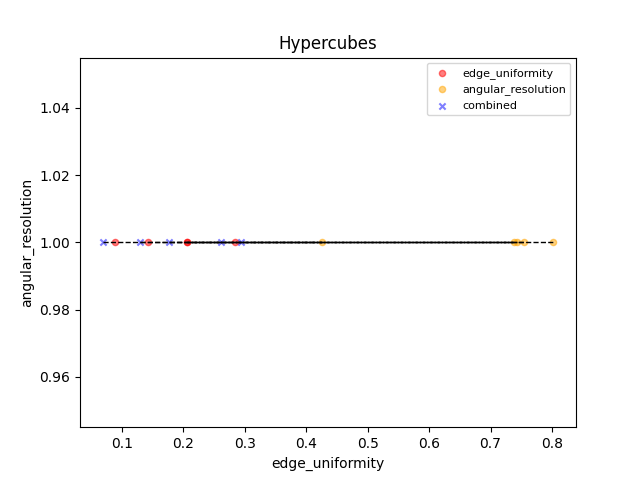 Hypercubes
edge_uniformity
angular_resolution
combined
1.04
1.02
1.00
0.98
0.96
angular_resolution
0.1 0.2 0.3 0.4 0.5 0.6 0.7 0.8
edge_uniformity